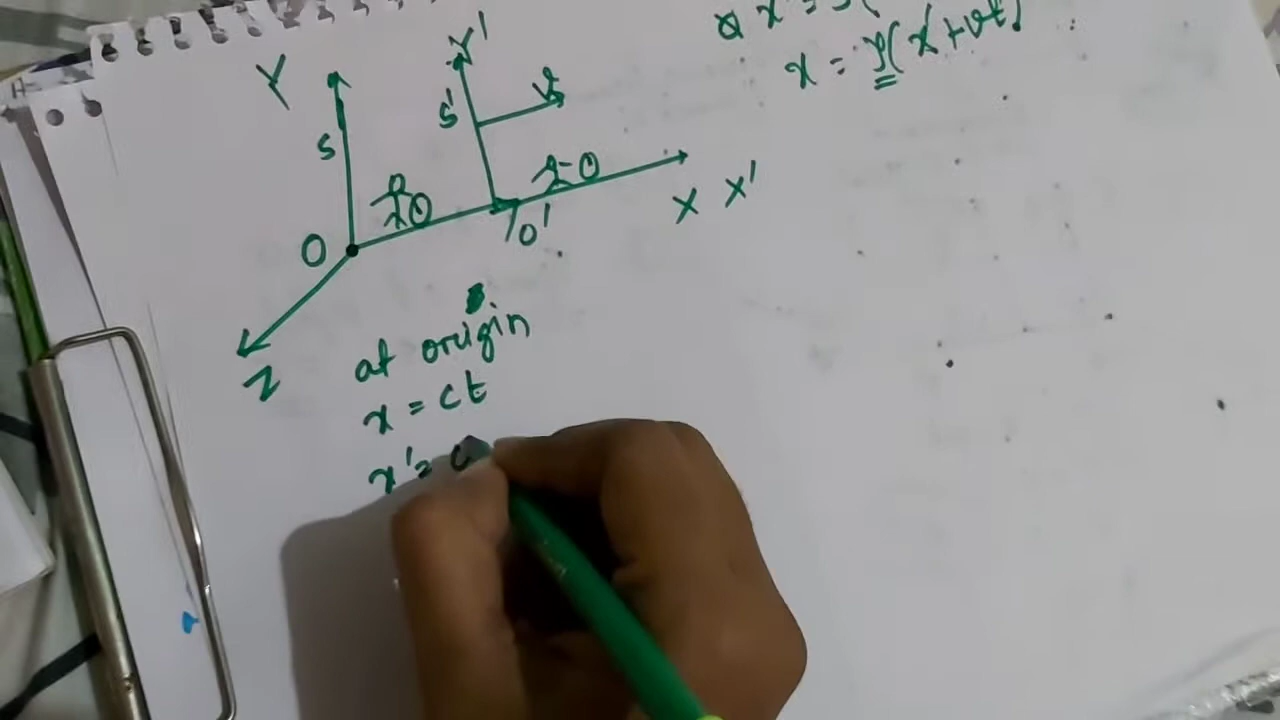 x = γ(x'+vt)
Y
Y'
S
S'
v
O
O'
X X'
Z
at origin
x = ct
x' = c